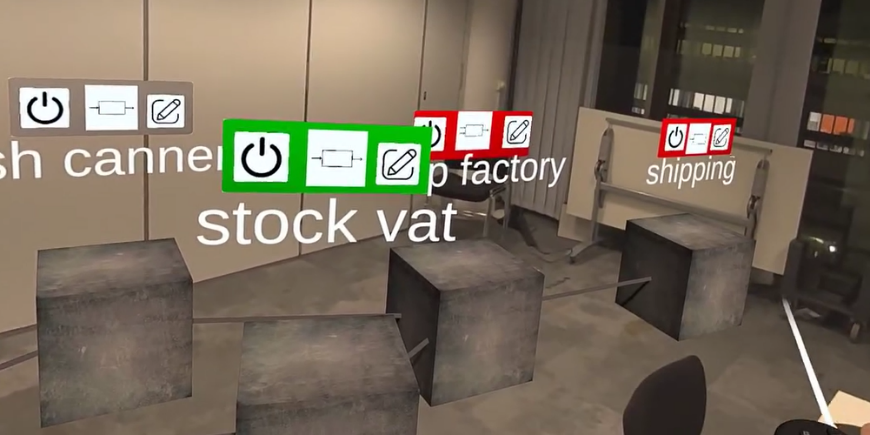 sh canner
stock vat
p factory
shipping